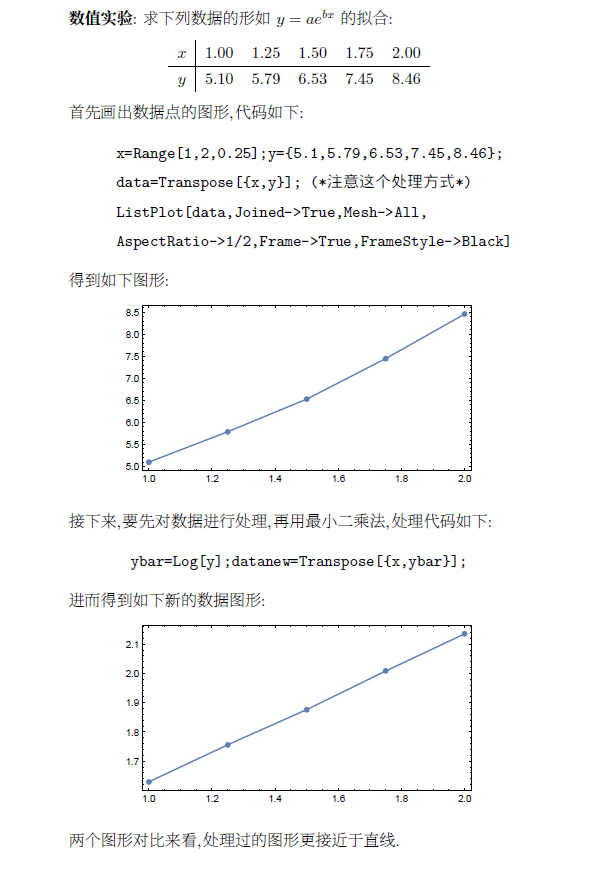 数值实验: 求下列数据的形如 y = ae^{bx} 的拟合:
x 1.00 1.25 1.50 1.75 2.00
y 5.10 5.79 6.53 7.45 8.46
首先画出数据点的图形,代码如下:
x=Range[1,2,0.25];y={5.1,5.79,6.53,7.45,8.46};
data=Transpose[{x,y}]; (*注意这个处理方式*)
ListPlot[data,Joined->True,Mesh->All,
AspectRatio->1/2,Frame->True,FrameStyle->Black]
得到如下图形:
8.5
8.0
7.5
7.0
6.5
6.0
5.5
5.0
1.0 1.2 1.4 1.6 1.8 2.0
接下来,要先对数据进行处理,再用最小二乘法,处理代码如下:
ybar=Log[y];datanew=Transpose[{x,ybar}];
进而得到如下新的数据图形:
2.1
2.0
1.9
1.8
1.7
1.0 1.2 1.4 1.6 1.8 2.0
两个图形对比来看,处理过的图形更接近于直线.